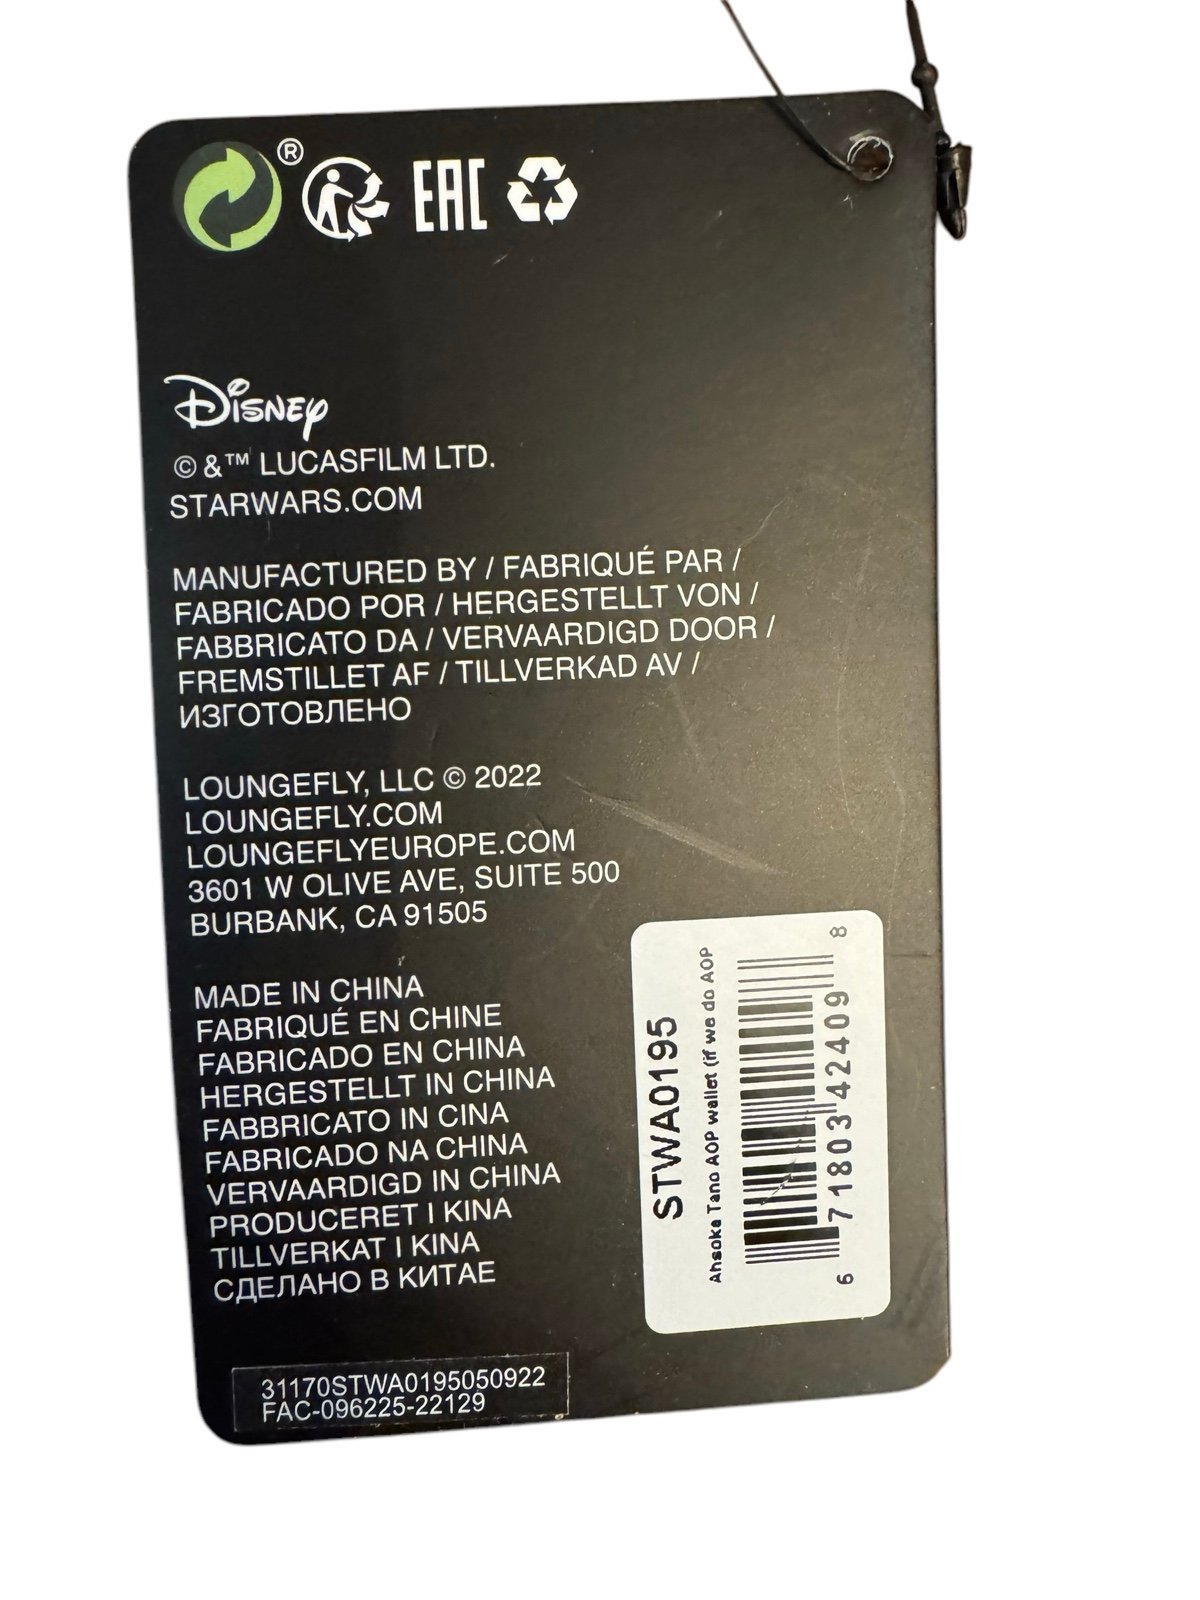 ®
EAC
Disney
© &™ LUCASFILM LTD.
STARWARS.COM
MANUFACTURED BY / FABRIQUÉ PAR /
FABRICADO POR / HERGESTELLT VON /
FABBRICATO DA / VERVAARDIGD DOOR /
FREMSTILLET AF / TILLVERKAD AV /
ИЗГОТОВЛЕНО
LOUNGEFLY, LLC © 2022
LOUNGEFLY.COM
LOUNGEFLYEUROPE.COM
3601 W OLIVE AVE, SUITE 500
BURBANK, CA 91505
MADE IN CHINA
FABRIQUÉ EN CHINE
FABRICADO EN CHINA
HERGESTELLT IN CHINA
FABBRICATO IN CINA
FABRICADO NA CHINA
VERVAARDIGD IN CHINA
PRODUCERET I KINA
TILLVERKAT I KINA
СДЕЛАНО В КИТАЕ
31170STWA0195050922
FAC-096225-22129
STWA0195
Ahsoka Tano AOP wallet (if we do AOP
6 71803 42409 8